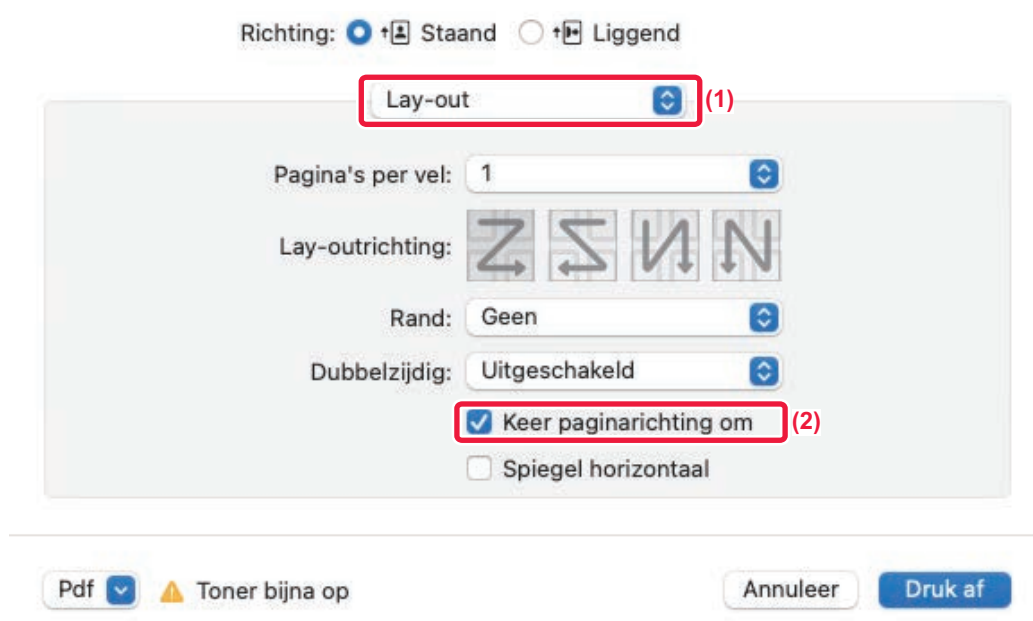 Richting: Staand Liggend
Lay-out (1)
Pagina's per vel: 1
Lay-outrichting:
Rand: Geen
Dubbelzijdig: Uitgeschakeld
Keer paginarichting om (2)
Spiegel horizontaal
Pdf Toner bijna op Annuleer Druk af